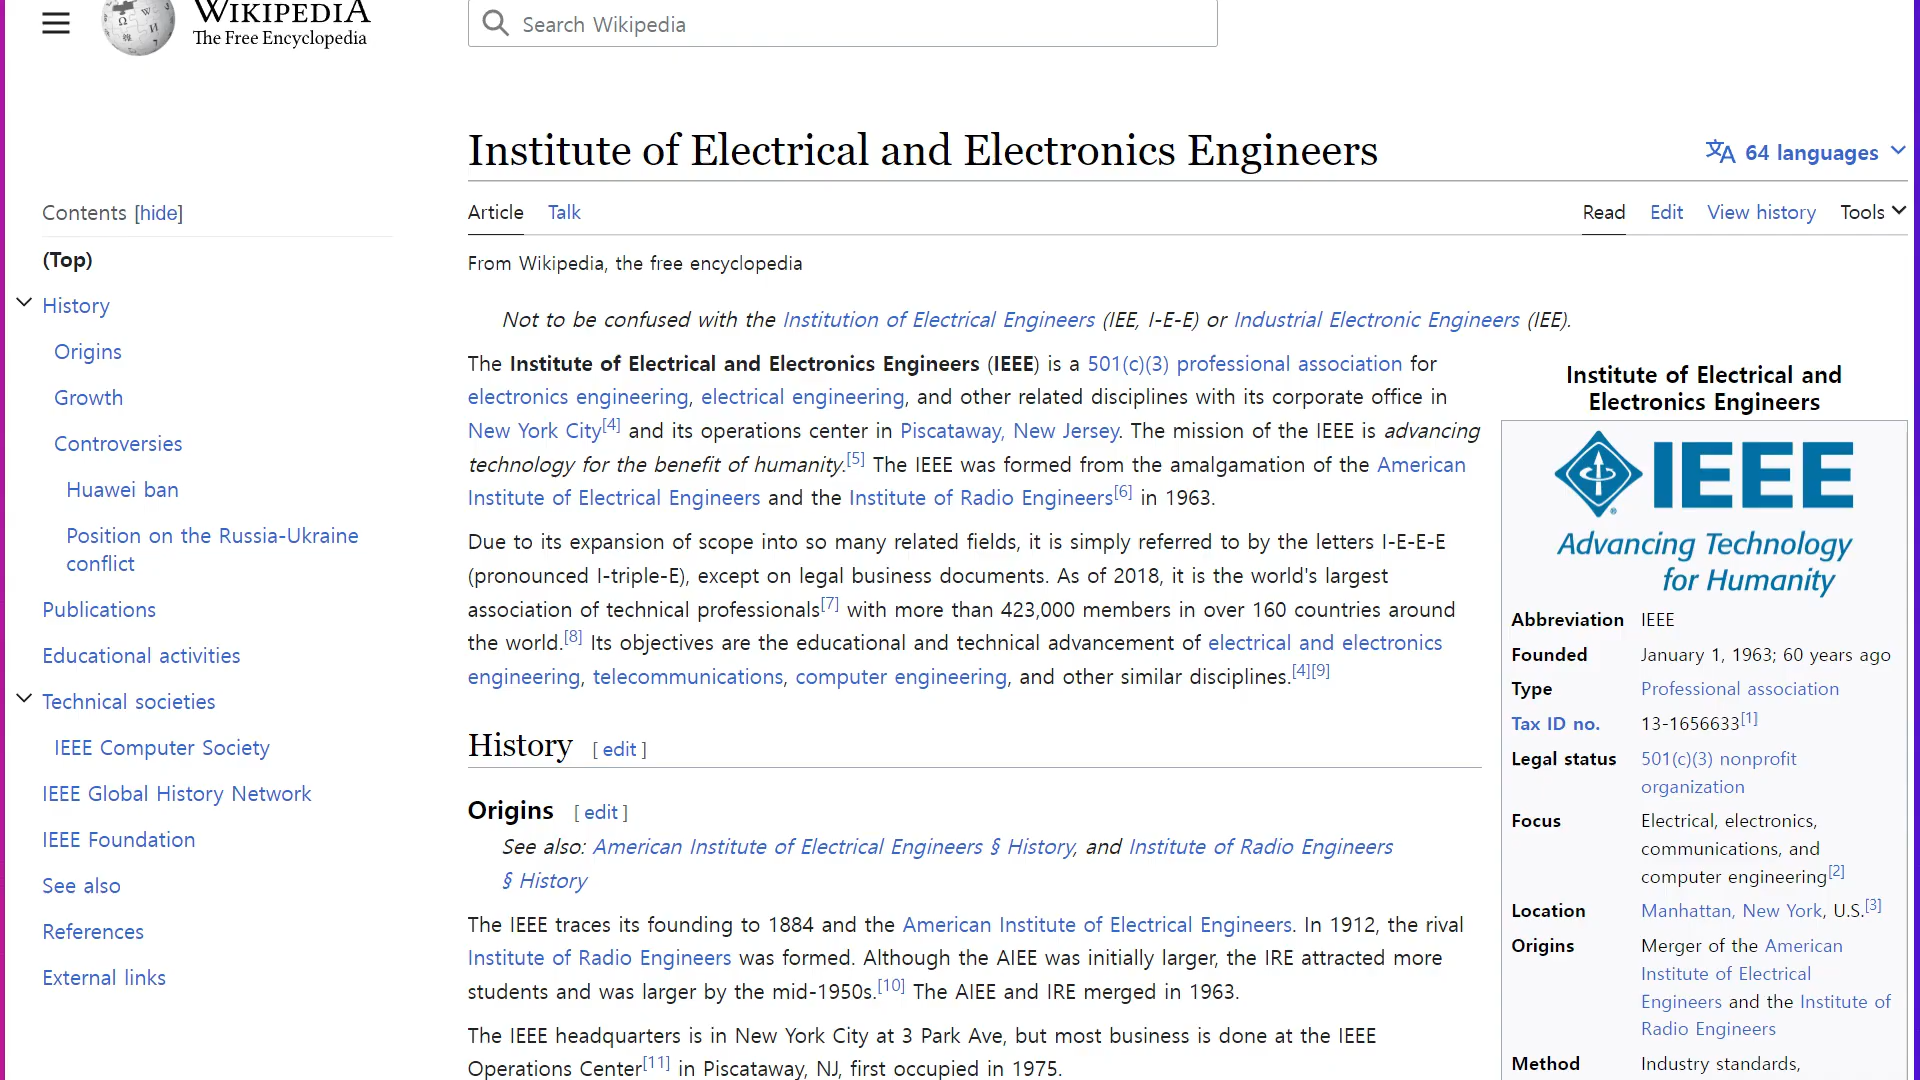 WIKIPEDIA
The Free Encyclopedia
Search Wikipedia
Institute of Electrical and Electronics Engineers
64 languages
Contents [hide]
(Top)
History
Origins
Growth
Controversies
Huawei ban
Position on the Russia-Ukraine
conflict
Publications
Educational activities
Technical societies
IEEE Computer Society
IEEE Global History Network
IEEE Foundation
See also
References
External links
Article Talk
Read Edit View history Tools
From Wikipedia, the free encyclopedia
Not to be confused with the Institution of Electrical Engineers (IEE, I-E-E) or Industrial Electronic Engineers (IEE).
The Institute of Electrical and Electronics Engineers (IEEE) is a 501(c)(3) professional association for
electronics engineering, electrical engineering, and other related disciplines with its corporate office in
New York City[4] and its operations center in Piscataway, New Jersey. The mission of the IEEE is advancing
technology for the benefit of humanity.[5] The IEEE was formed from the amalgamation of the American
Institute of Electrical Engineers and the Institute of Radio Engineers[6] in 1963.
Due to its expansion of scope into so many related fields, it is simply referred to by the letters I-E-E-E
(pronounced I-triple-E), except on legal business documents. As of 2018, it is the world's largest
association of technical professionals[7] with more than 423,000 members in over 160 countries around
the world.[8] Its objectives are the educational and technical advancement of electrical and electronics
engineering, telecommunications, computer engineering, and other similar disciplines.[4][9]
History [ edit ]
Origins [ edit ]
See also: American Institute of Electrical Engineers § History, and Institute of Radio Engineers
§ History
The IEEE traces its founding to 1884 and the American Institute of Electrical Engineers. In 1912, the rival
Institute of Radio Engineers was formed. Although the AIEE was initially larger, the IRE attracted more
students and was larger by the mid-1950s.[10] The AIEE and IRE merged in 1963.
The IEEE headquarters is in New York City at 3 Park Ave, but most business is done at the IEEE
Operations Center[11] in Piscataway, NJ, first occupied in 1975.
Institute of Electrical and
Electronics Engineers
IEEE
Advancing Technology
for Humanity
Abbreviation IEEE
Founded January 1, 1963; 60 years ago
Type Professional association
Tax ID no. 13-1656633[1]
Legal status 501(c)(3) nonprofit
organization
Focus Electrical, electronics,
communications, and
computer engineering[2]
Location Manhattan, New York, U.S.[3]
Origins Merger of the American
Institute of Electrical
Engineers and the Institute of
Radio Engineers
Method Industry standards,